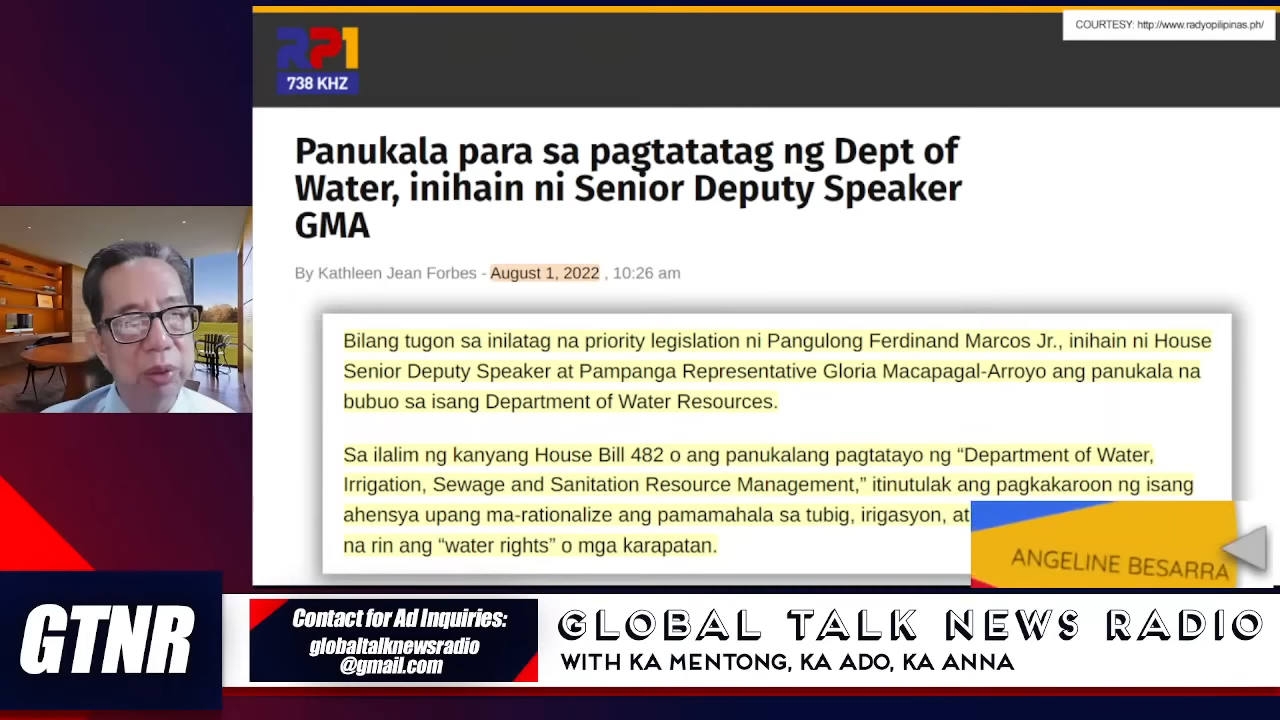 COURTESY: http://www.radyopilipinas.ph/
RP1
738 KHZ
Panukala para sa pagtatatag ng Dept of
Water, inihain ni Senior Deputy Speaker
GMA
By Kathleen Jean Forbes - August 1, 2022 , 10:26 am
Bilang tugon sa inilatag na priority legislation ni Pangulong Ferdinand Marcos Jr., inihain ni House
Senior Deputy Speaker at Pampanga Representative Gloria Macapagal-Arroyo ang panukala na
bubuo sa isang Department of Water Resources.
Sa ilalim ng kanyang House Bill 482 o ang panukalang pagtatayo ng “Department of Water,
Irrigation, Sewage and Sanitation Resource Management,” itinutulak ang pagkakaroon ng isang
ahensya upang ma-rationalize ang pamamahala sa tubig, irigasyon, at
na rin ang “water rights” o mga karapatan.
ANGELINE BESARRA
GTNR
Contact for Ad Inquiries:
globaltalknewsradio
@gmail.com
GLOBAL TALK NEWS RADIO
WITH KA MENTONG, KA ADO, KA ANNA